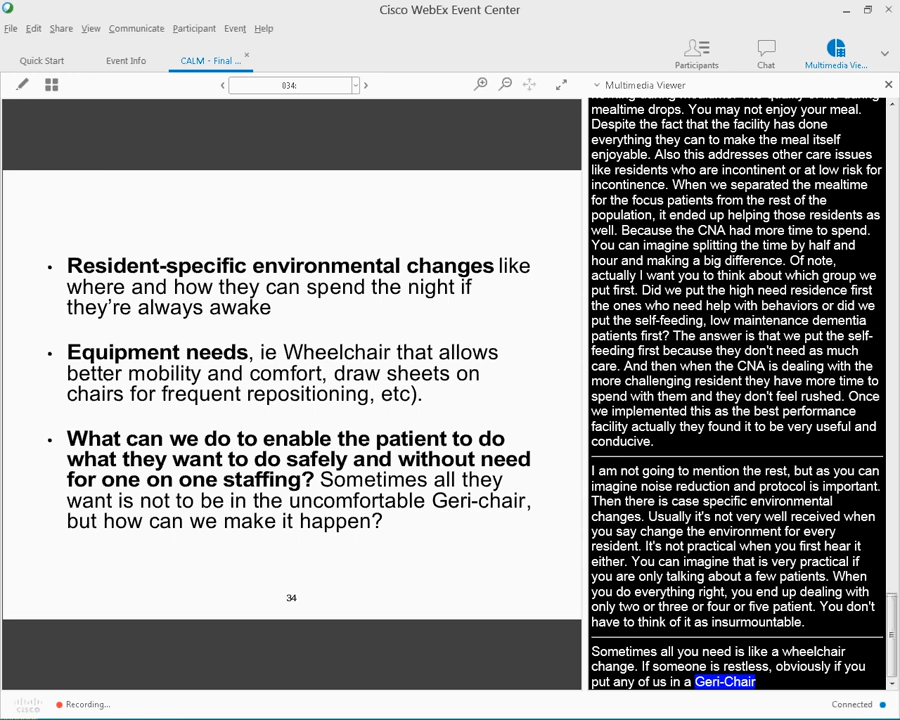 Cisco WebEx Event Center
File Edit Share View Communicate Participant Event Help
Quick Start
Event Info
CALM - Final ...
Participants
Chat
Multimedia Vie...
034:
Multimedia Viewer
• Resident-specific environmental changes like
where and how they can spend the night if
they're always awake
• Equipment needs, ie Wheelchair that allows
better mobility and comfort, draw sheets on
chairs for frequent repositioning, etc).
• What can we do to enable the patient to do
what they want to do safely and without need
for one on one staffing? Sometimes all they
want is not to be in the uncomfortable Geri-chair,
but how can we make it happen?
34
mealtime drops. You may not enjoy your meal.
Despite the fact that the facility has done
everything they can to make the meal itself
enjoyable. Also this addresses other care issues
like residents who are incontinent or at low risk for
incontinence. When we separated the mealtime
for the focus patients from the rest of the
population, it ended up helping those residents as
well. Because the CNA had more time to spend.
You can imagine splitting the time by half and
hour and making a big difference. Of note,
actually I want you to think about which group we
put first. Did we put the high need residence first
the ones who need help with behaviors or did we
put the self-feeding, low maintenance dementia
patients first? The answer is that we put the self-
feeding first because they don't need as much
care. And then when the CNA is dealing with the
more challenging resident they have more time to
spend with them and they don't feel rushed. Once
we implemented this as the best performance
facility actually they found it to be very useful and
conducive.
I am not going to mention the rest, but as you can
imagine noise reduction and protocol is important.
Then there is case specific environmental
changes. Usually it's not very well received when
you say change the environment for every
resident. It's not practical when you first hear it
either. You can imagine that is very practical if
you are only talking about a few patients. When
you do everything right, you end up dealing with
only two or three or four or five patient. You don't
have to think of it as insurmountable.
Sometimes all you need is like a wheelchair
change. If someone is restless, obviously if you
put any of us in a Geri-Chair
cisco
Recording...
Connected